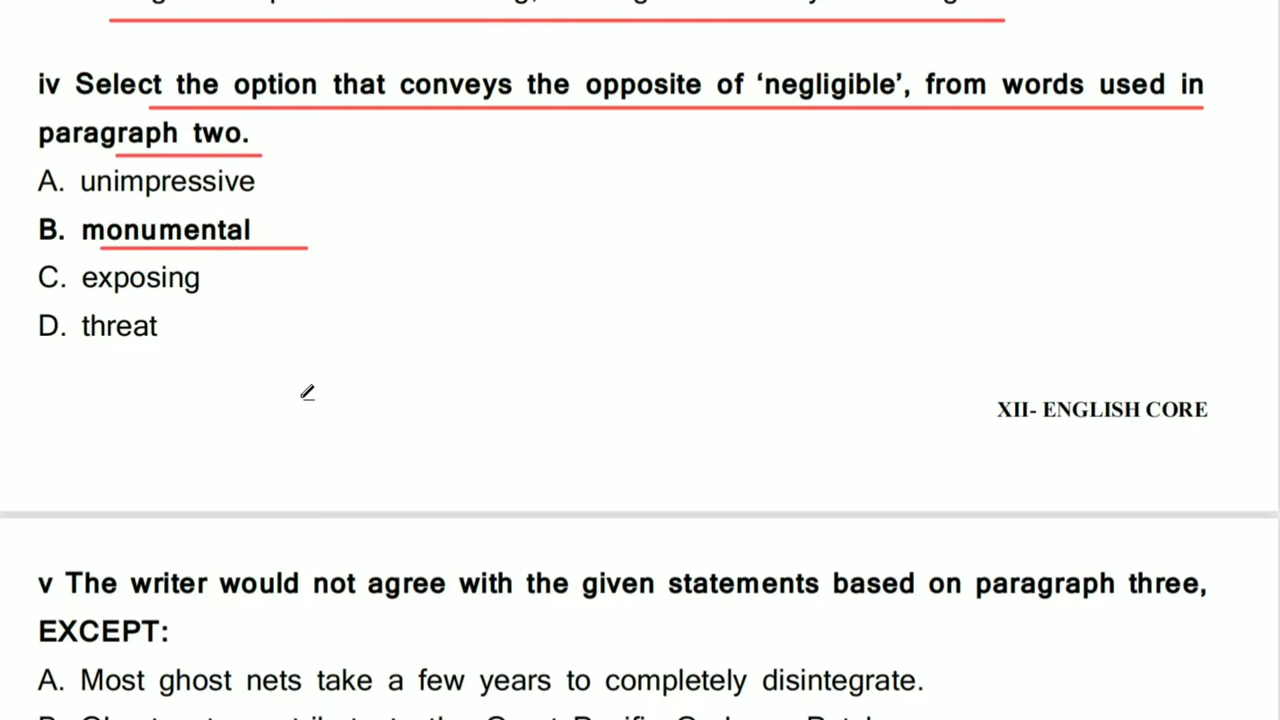 iv Select the option that conveys the opposite of ‘negligible’, from words used in
paragraph two.
A. unimpressive
B. monumental
C. exposing
D. threat
XII- ENGLISH CORE
v The writer would not agree with the given statements based on paragraph three,
EXCEPT:
A. Most ghost nets take a few years to completely disintegrate.